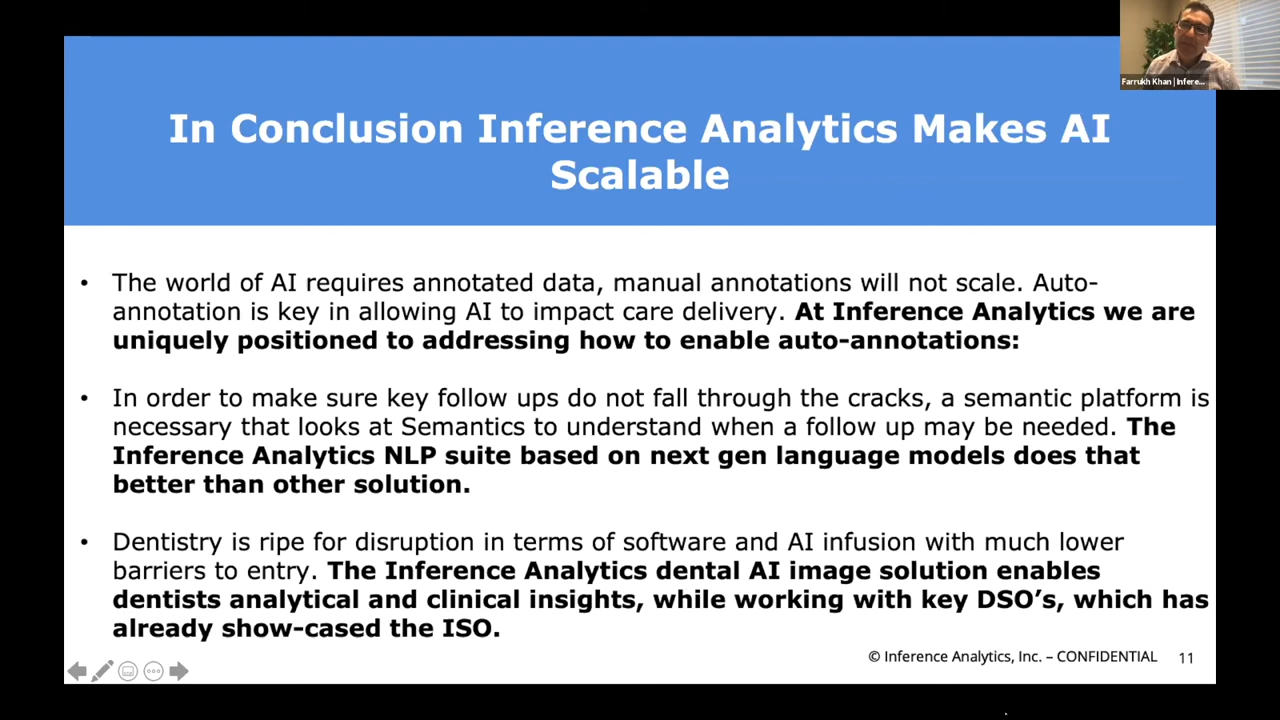 Farrukh Khan | Infere...
In Conclusion Inference Analytics Makes AI
Scalable
• The world of AI requires annotated data, manual annotations will not scale. Auto-
annotation is key in allowing AI to impact care delivery. At Inference Analytics we are
uniquely positioned to addressing how to enable auto-annotations:
• In order to make sure key follow ups do not fall through the cracks, a semantic platform is
necessary that looks at Semantics to understand when a follow up may be needed. The
Inference Analytics NLP suite based on next gen language models does that
better than other solution.
• Dentistry is ripe for disruption in terms of software and AI infusion with much lower
barriers to entry. The Inference Analytics dental AI image solution enables
dentists analytical and clinical insights, while working with key DSO’s, which has
already show-cased the ISO.
© Inference Analytics, Inc. – CONFIDENTIAL 11